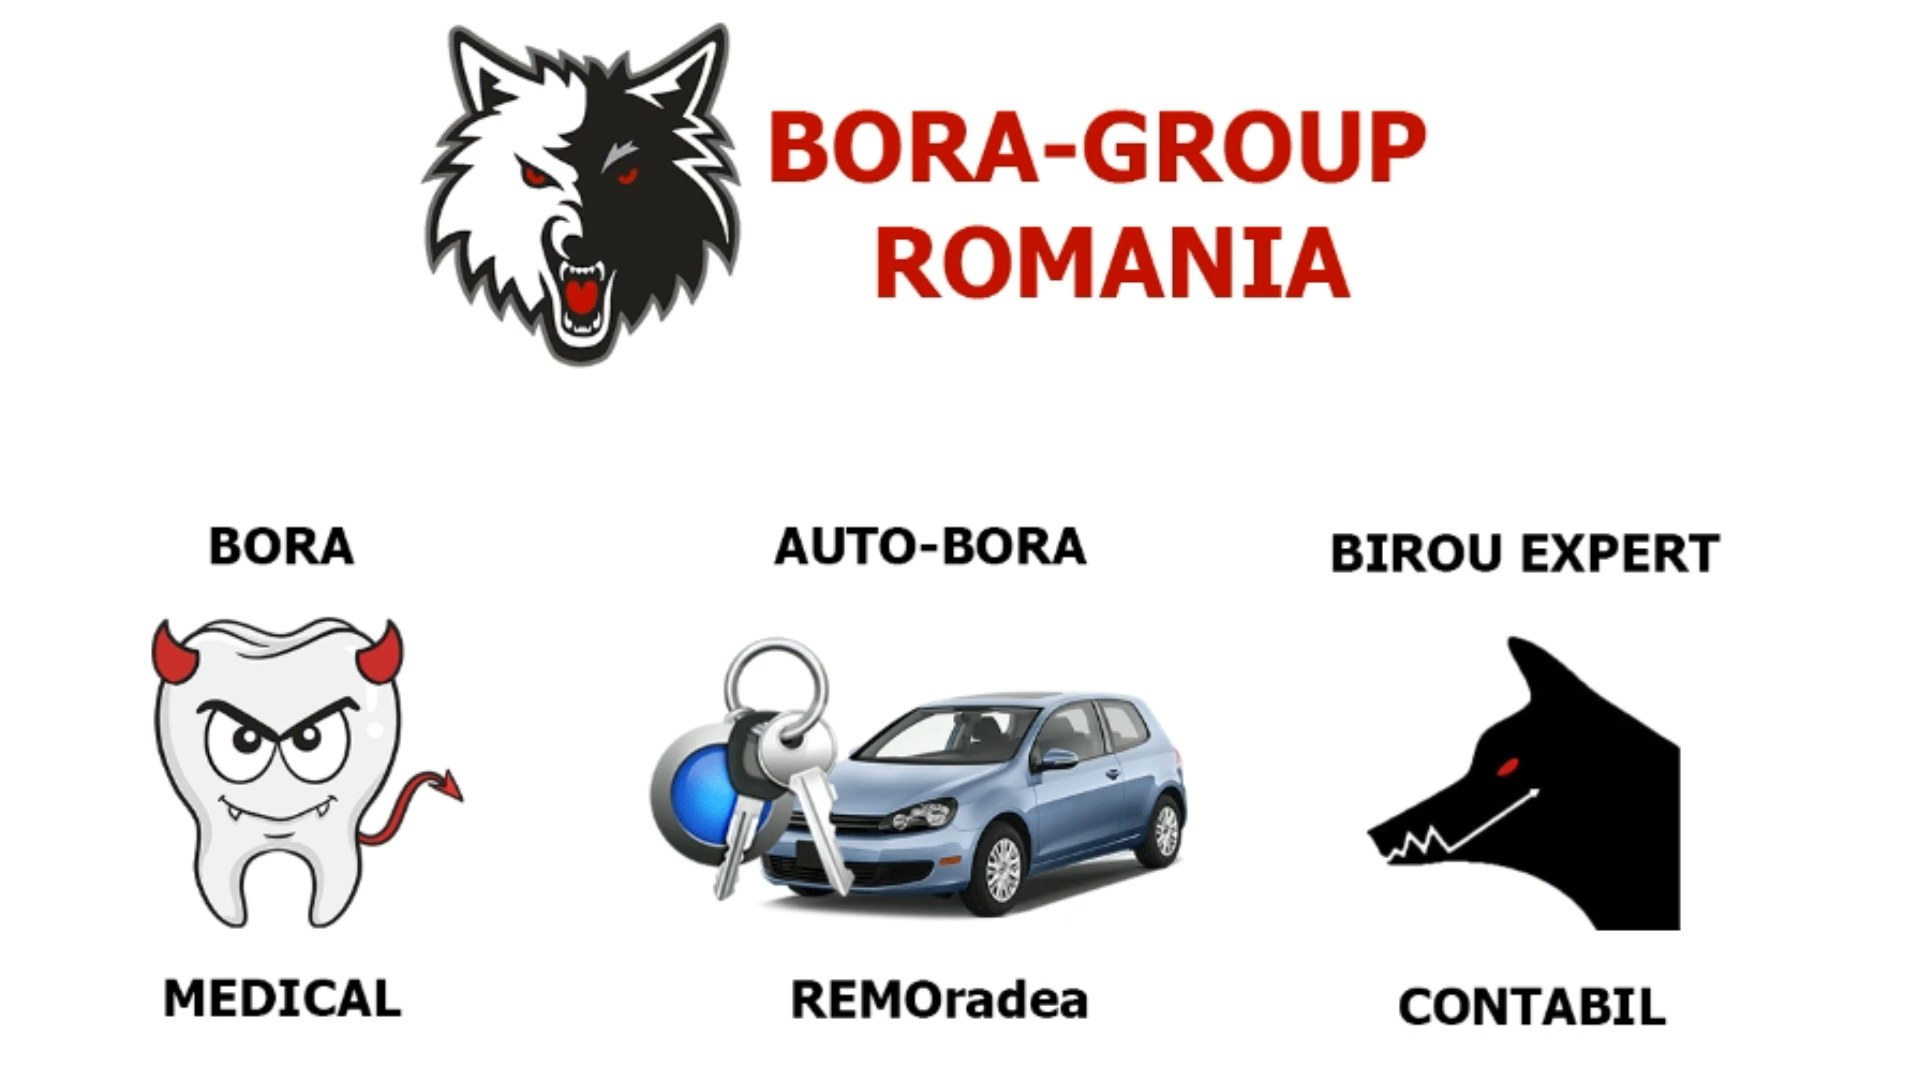 BORA-GROUP
ROMANIA
BORA
MEDICAL
AUTO-BORA
REMOradea
BIROU EXPERT
CONTABIL